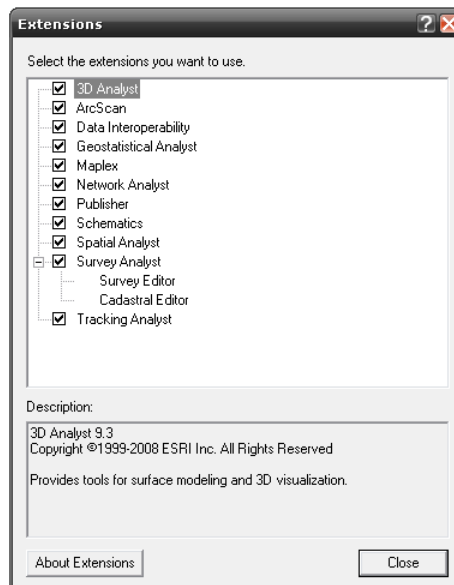 Extensions
Select the extensions you want to use.
3D Analyst
ArcScan
Data Interoperability
Geostatistical Analyst
Maplex
Network Analyst
Publisher
Schematics
Spatial Analyst
Survey Analyst
Survey Editor
Cadastral Editor
Tracking Analyst
Description:
3D Analyst 9.3
Copyright ©1999-2008 ESRI Inc. All Rights Reserved
Provides tools for surface modeling and 3D visualization.
About Extensions Close